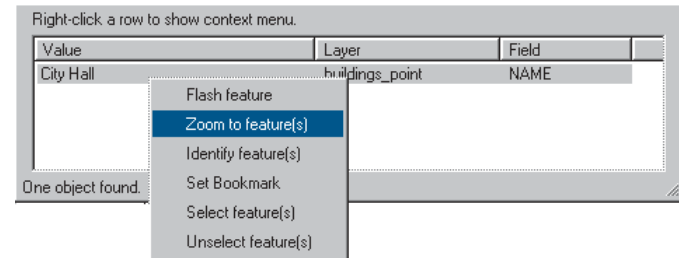 Right-click a row to show context menu.
Value Layer Field
City Hall buildings_point NAME
Flash feature
Zoom to feature(s)
Identify feature(s)
One object found. Set Bookmark
Select feature(s)
Unselect feature(s)